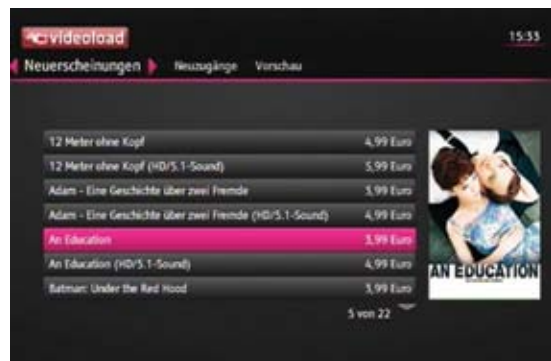 videoload
15:33
Neuerscheinungen Neuzugänge Vorschau
12 Meter ohne Kopf 4,99 Euro
12 Meter ohne Kopf (HD/5.1-Sound) 5,99 Euro
Adam - Eine Geschichte über zwei Fremde 3,99 Euro
Adam - Eine Geschichte über zwei Fremde (HD/5.1-Sound) 4,99 Euro
An Education 3,99 Euro
An Education (HD/5.1-Sound) 4,99 Euro
Batman: Under the Red Hood 3,99 Euro
AN EDUCATION
5 von 22